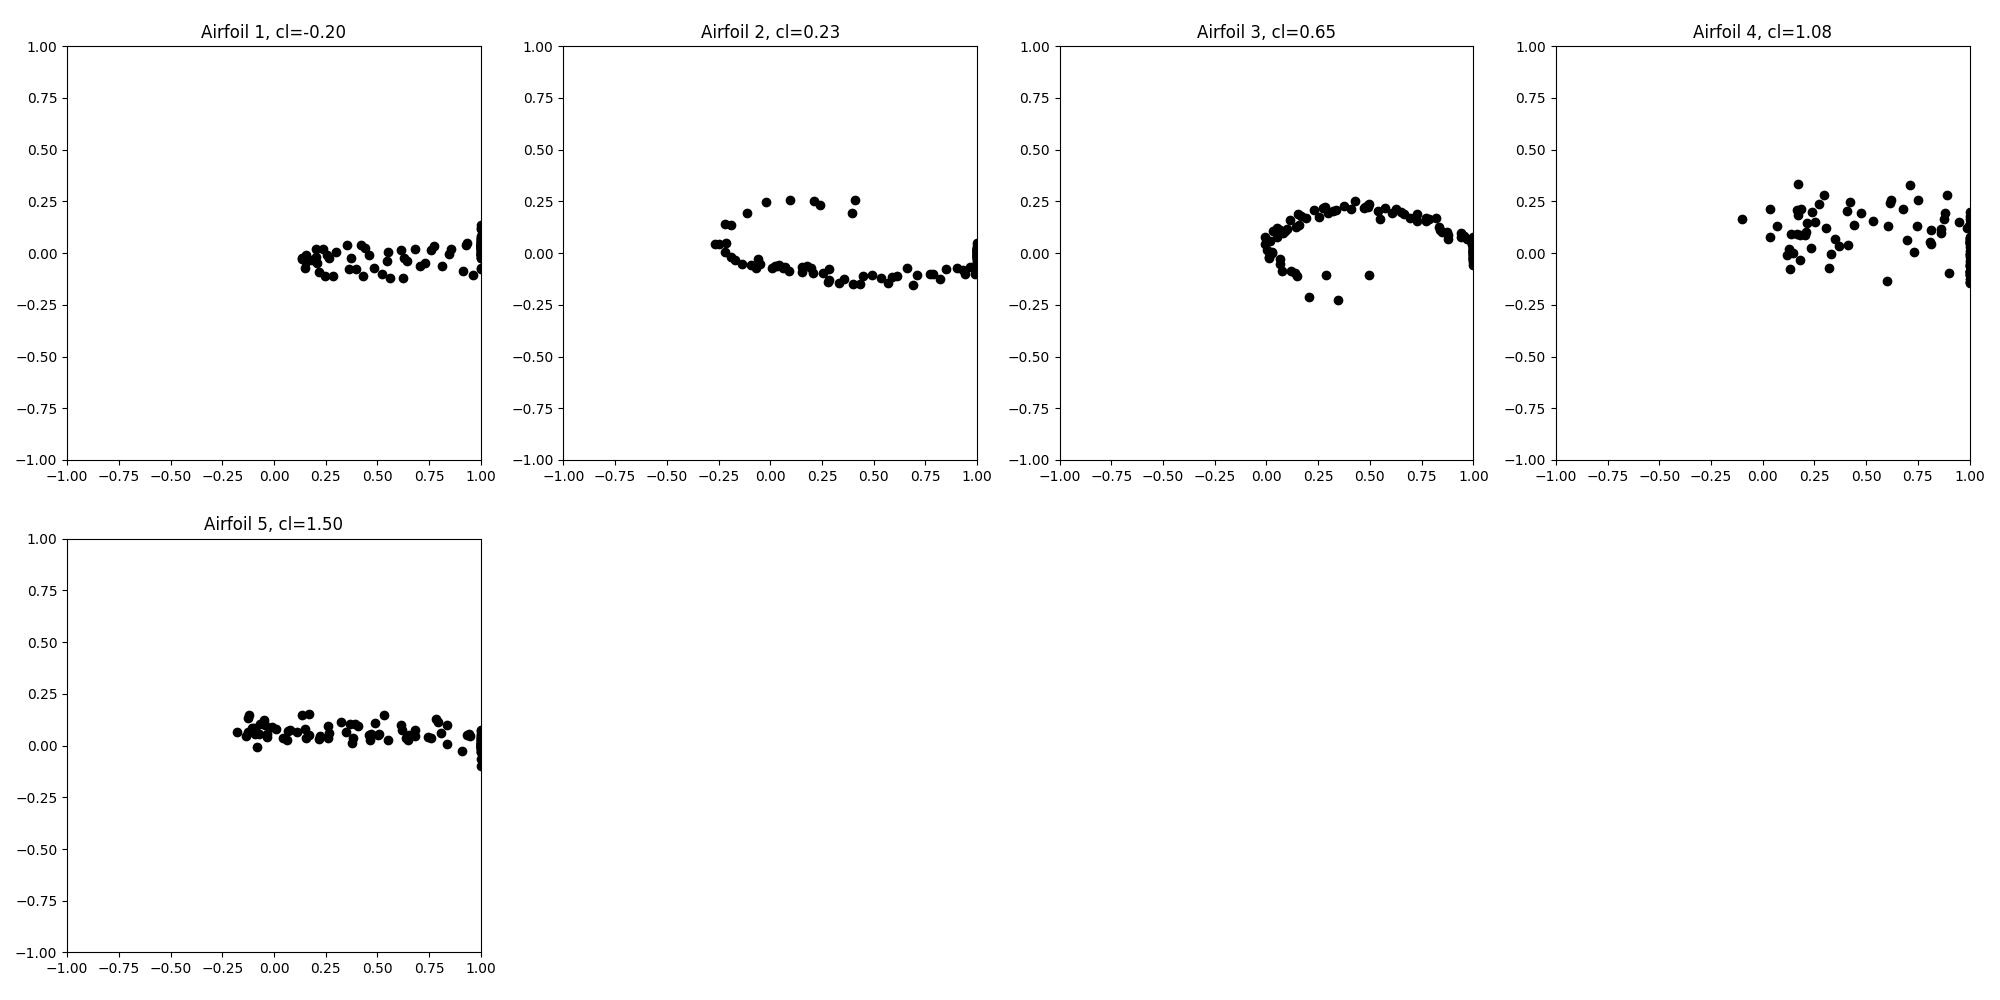 Airfoil 1, cl=-0.20
Airfoil 2, cl=0.23
Airfoil 3, cl=0.65
Airfoil 4, cl=1.08
1.00 1.00 1.00 1.00
0.75 0.75 0.75 0.75
0.50 0.50 0.50 0.50
0.25 0.25 0.25 0.25
0.00 0.00 0.00 0.00
−0.25 −0.25 −0.25 −0.25
−0.50 −0.50 −0.50 −0.50
−0.75 −0.75 −0.75 −0.75
−1.00 −1.00 −1.00 −1.00
−1.00 −0.75 −0.50 −0.25 0.00 0.25 0.50 0.75 1.00
−1.00 −0.75 −0.50 −0.25 0.00 0.25 0.50 0.75 1.00
−1.00 −0.75 −0.50 −0.25 0.00 0.25 0.50 0.75 1.00
−1.00 −0.75 −0.50 −0.25 0.00 0.25 0.50 0.75 1.00
Airfoil 5, cl=1.50
1.00
0.75
0.50
0.25
0.00
−0.25
−0.50
−0.75
−1.00
−1.00 −0.75 −0.50 −0.25 0.00 0.25 0.50 0.75 1.00